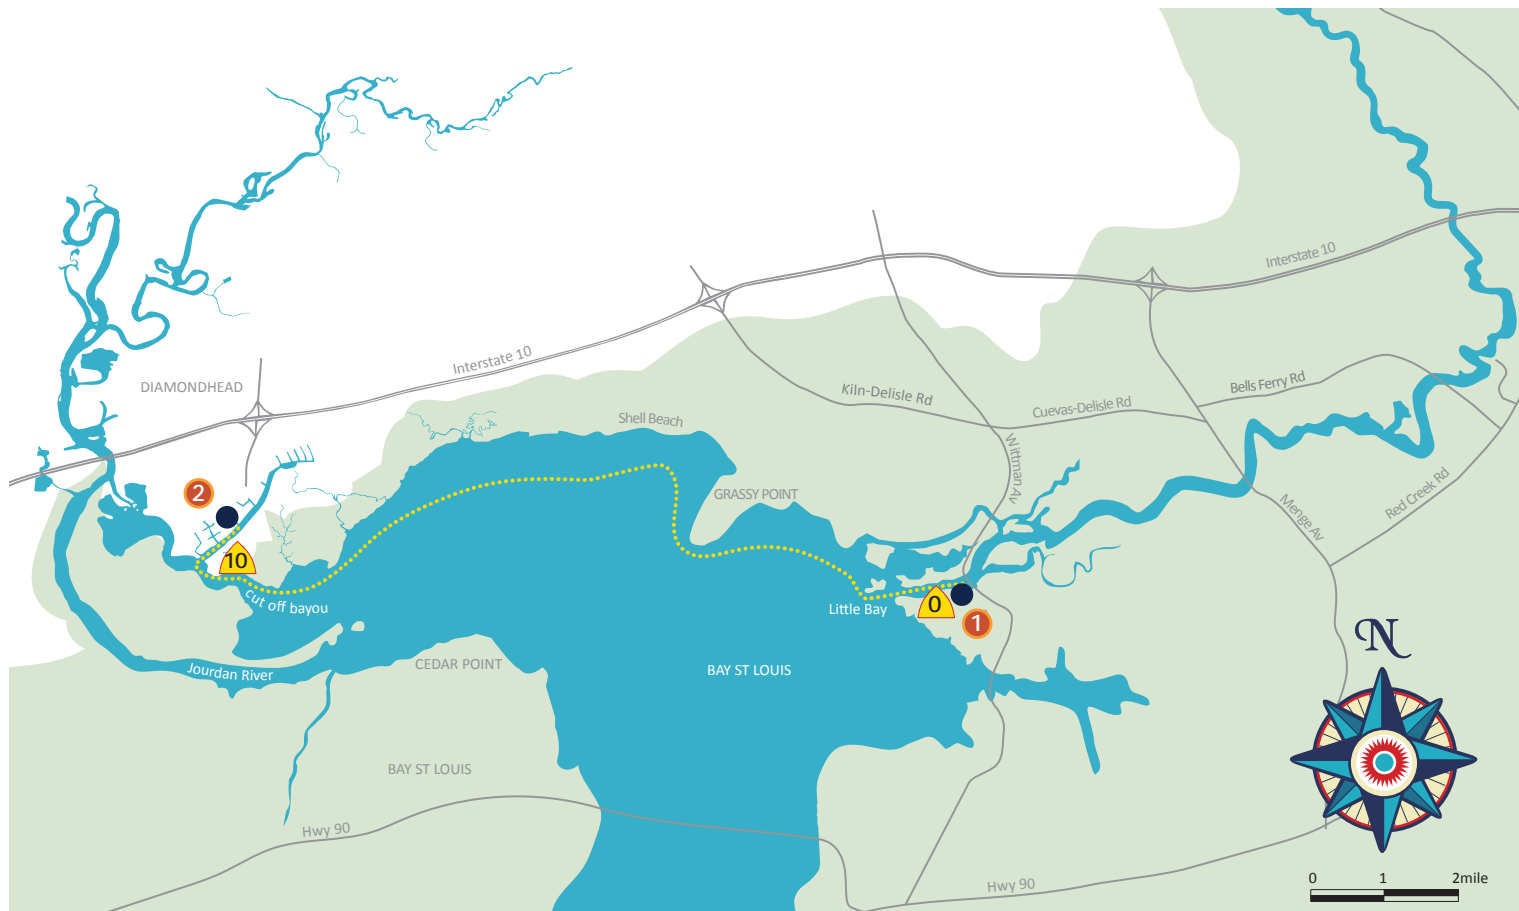 Interstate 10
Interstate 10
DIAMONDHEAD
Kiln-Delisle Rd
Bells Ferry Rd
Cuevas-Delisle Rd
Shell Beach
Wittman Av
GRASSY POINT
Red Creek Rd
Menge Av
2
10
cut off bayou
0
Little Bay
1
N
Jourdan River
CEDAR POINT
BAY ST LOUIS
BAY ST LOUIS
Hwy 90
Hwy 90
0 1 2mile